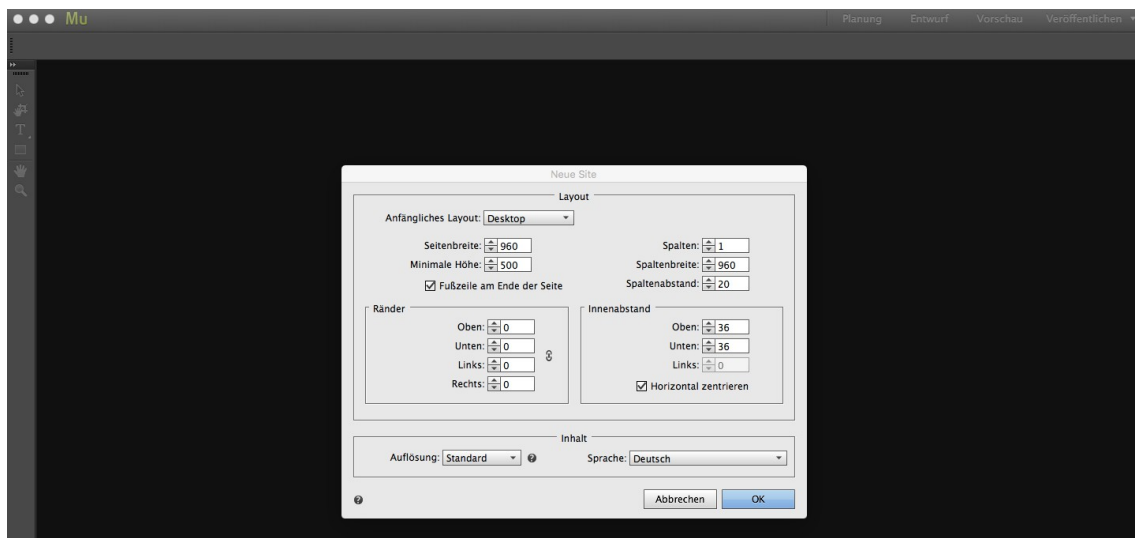 Mu Planung Entwurf Vorschau Veröffentlichen
T
Neue Site
Layout
Anfängliches Layout: Desktop
Seitenbreite: 960 Spalten: 1
Minimale Höhe: 500 Spaltenbreite: 960
Fußzeile am Ende der Seite Spaltenabstand: 20
Ränder Innenabstand
Oben: 0 Oben: 36
Unten: 0 Unten: 36
Links: 0 Links: 0
Rechts: 0 Horizontal zentrieren
Inhalt
Auflösung: Standard ? Sprache: Deutsch
? Abbrechen OK